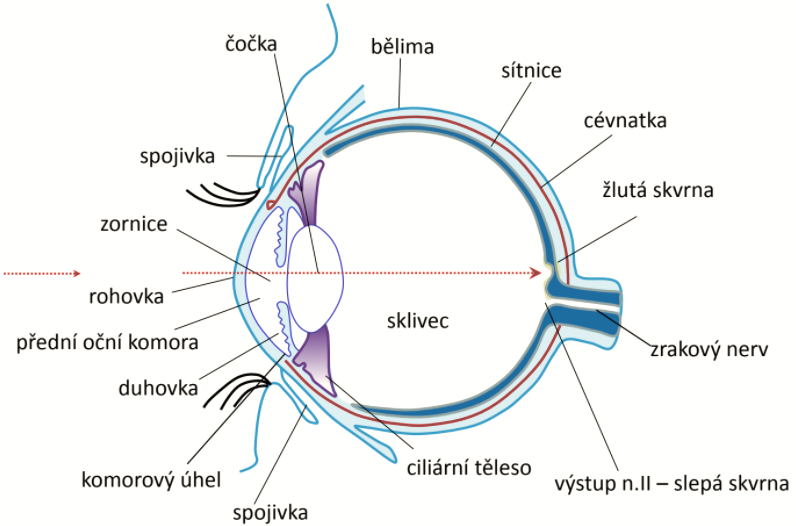 čočka
bělima
sítnice
cévnatka
spojivka
žlutá skvrna
zornice
rohovka
sklivec
přední oční komora
zrakový nerv
duhovka
komorový úhel
ciliární těleso
výstup n.II – slepá skvrna
spojivka